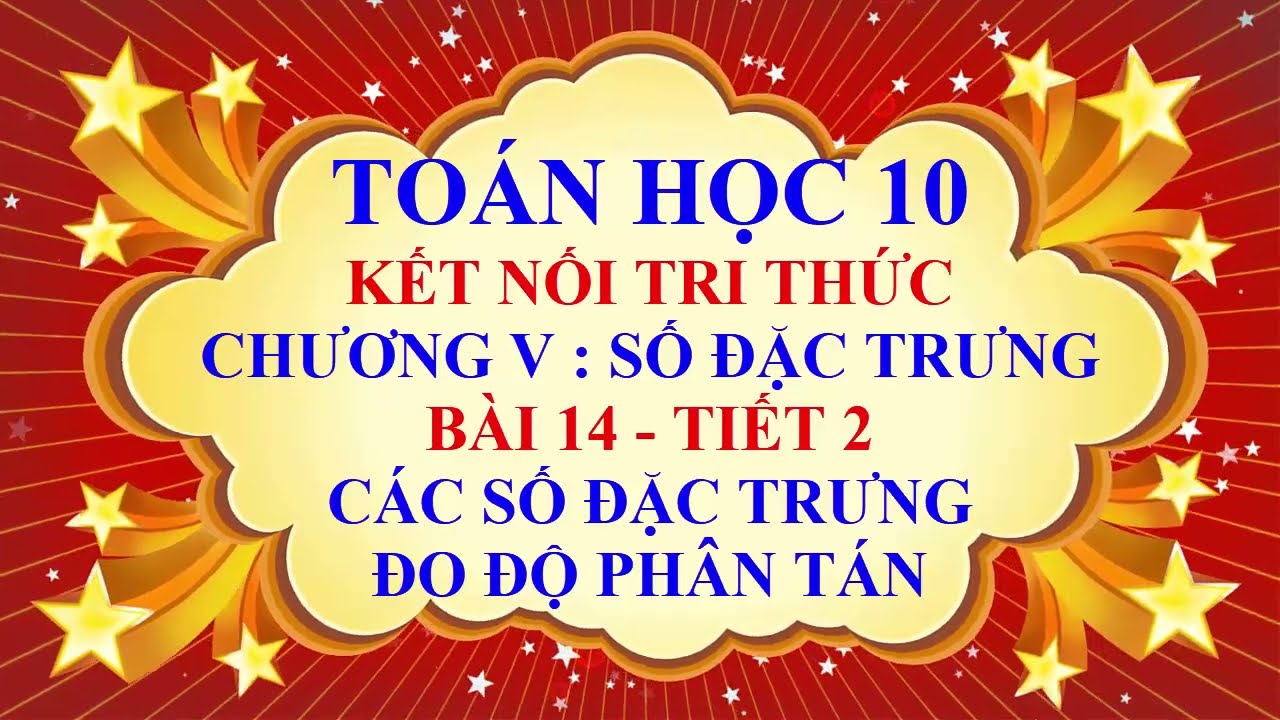 TOÁN HỌC 10
KẾT NỐI TRI THỨC
CHƯƠNG V : SỐ ĐẶC TRƯNG
BÀI 14 - TIẾT 2
CÁC SỐ ĐẶC TRƯNG
ĐO ĐỘ PHÂN TÁN